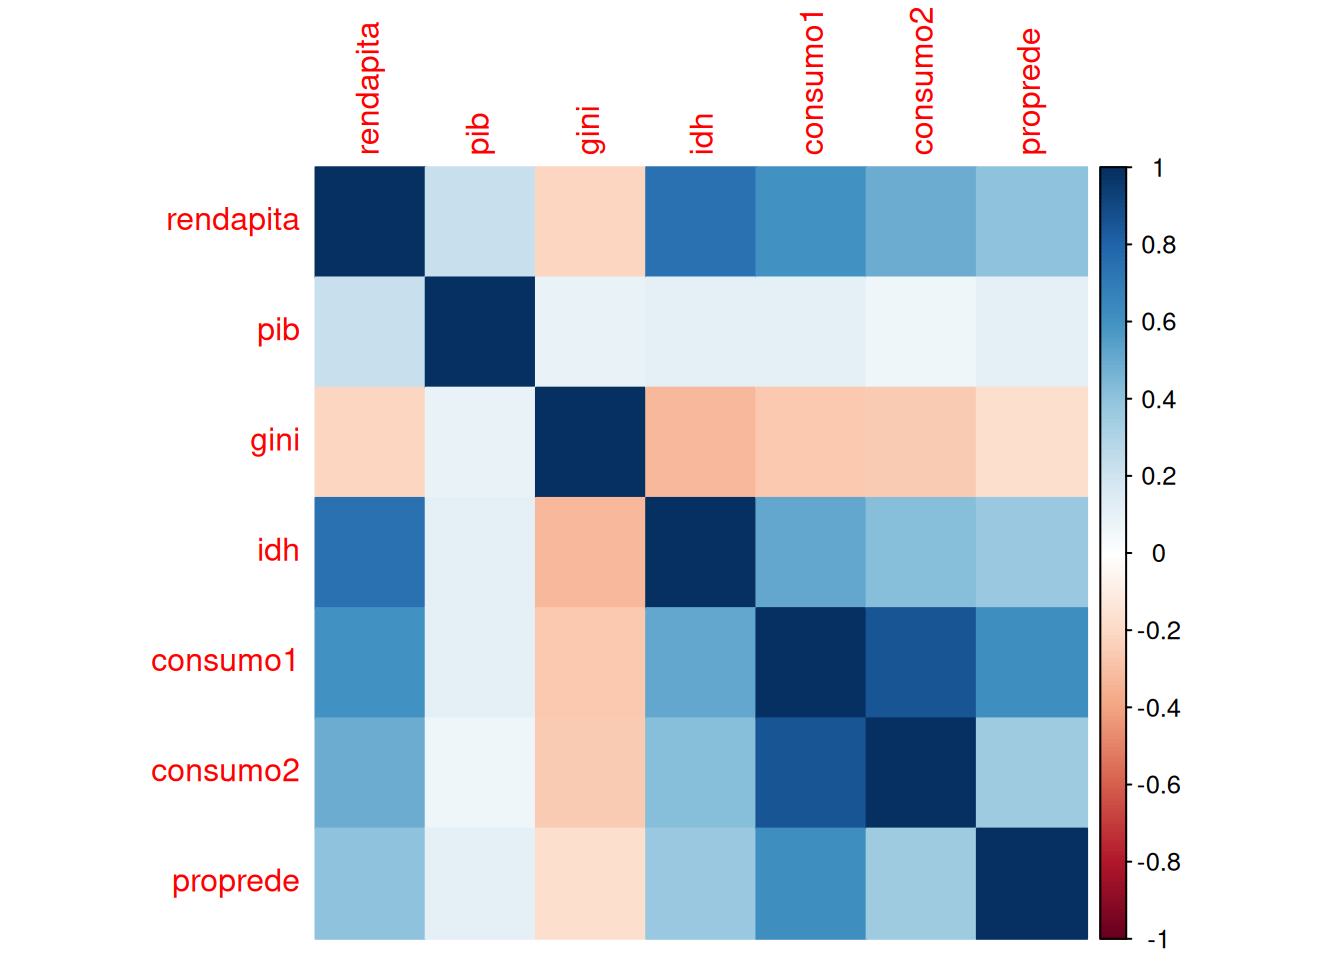 rendapita
pib
gini
idh
consumo1
consumo2
proprede
rendapita
pib
gini
idh
consumo1
consumo2
proprede
1
0.8
0.6
0.4
0.2
0
-0.2
-0.4
-0.6
-0.8
-1